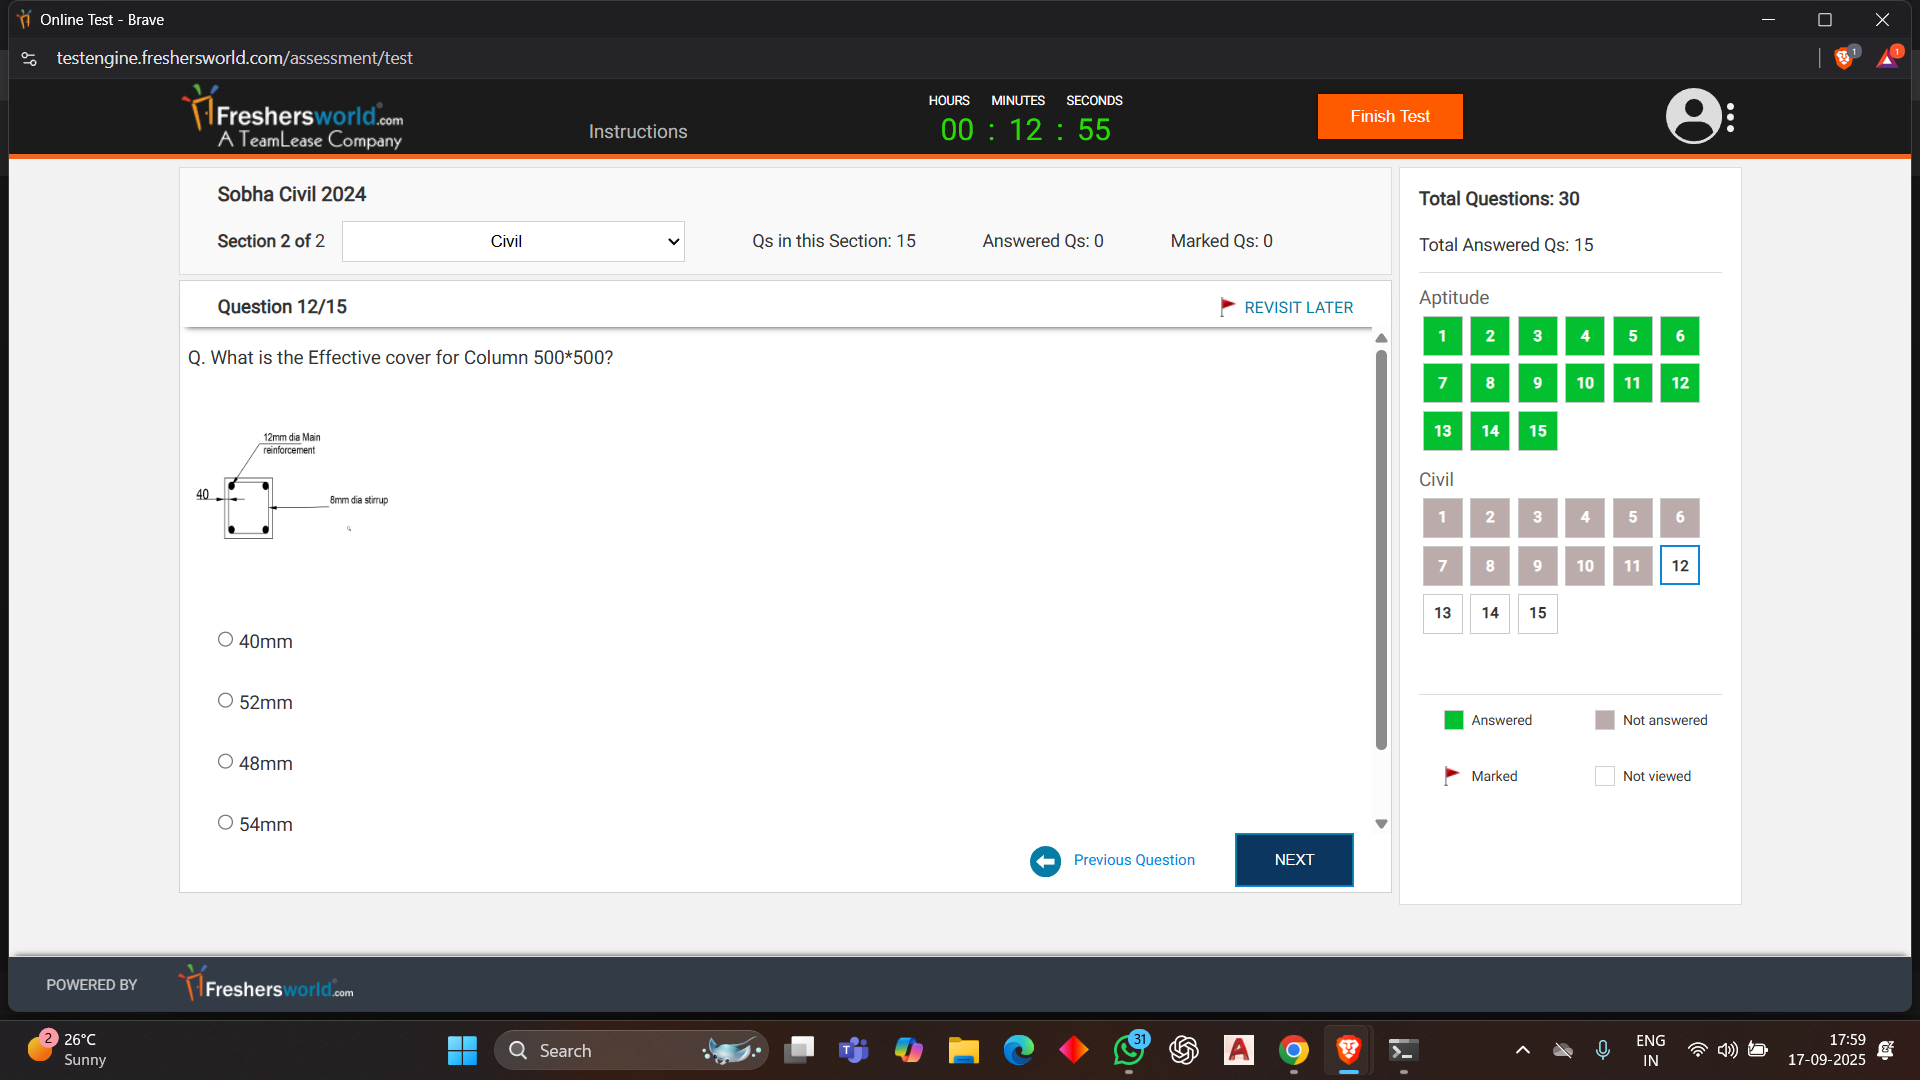 Online Test - Brave
testengine.freshersworld.com/assessment/test
1
1
Freshersworld.com
A TeamLease Company
Instructions
HOURS MINUTES SECONDS
00 : 12 : 55
Finish Test
Sobha Civil 2024
Section 2 of 2
Civil
Qs in this Section: 15
Answered Qs: 0
Marked Qs: 0
Question 12/15
REVISIT LATER
Q. What is the Effective cover for Column 500*500?
12mm dia Main
reinforcement
40
8mm dia stirrup
40mm
52mm
48mm
54mm
Previous Question
NEXT
Total Questions: 30
Total Answered Qs: 15
Aptitude
1 2 3 4 5 6
7 8 9 10 11 12
13 14 15
Civil
1 2 3 4 5 6
7 8 9 10 11 12
13 14 15
Answered
Not answered
Marked
Not viewed
POWERED BY
Freshersworld.com
2
26°C
Sunny
Search
31
ENG
IN
17:59
17-09-2025